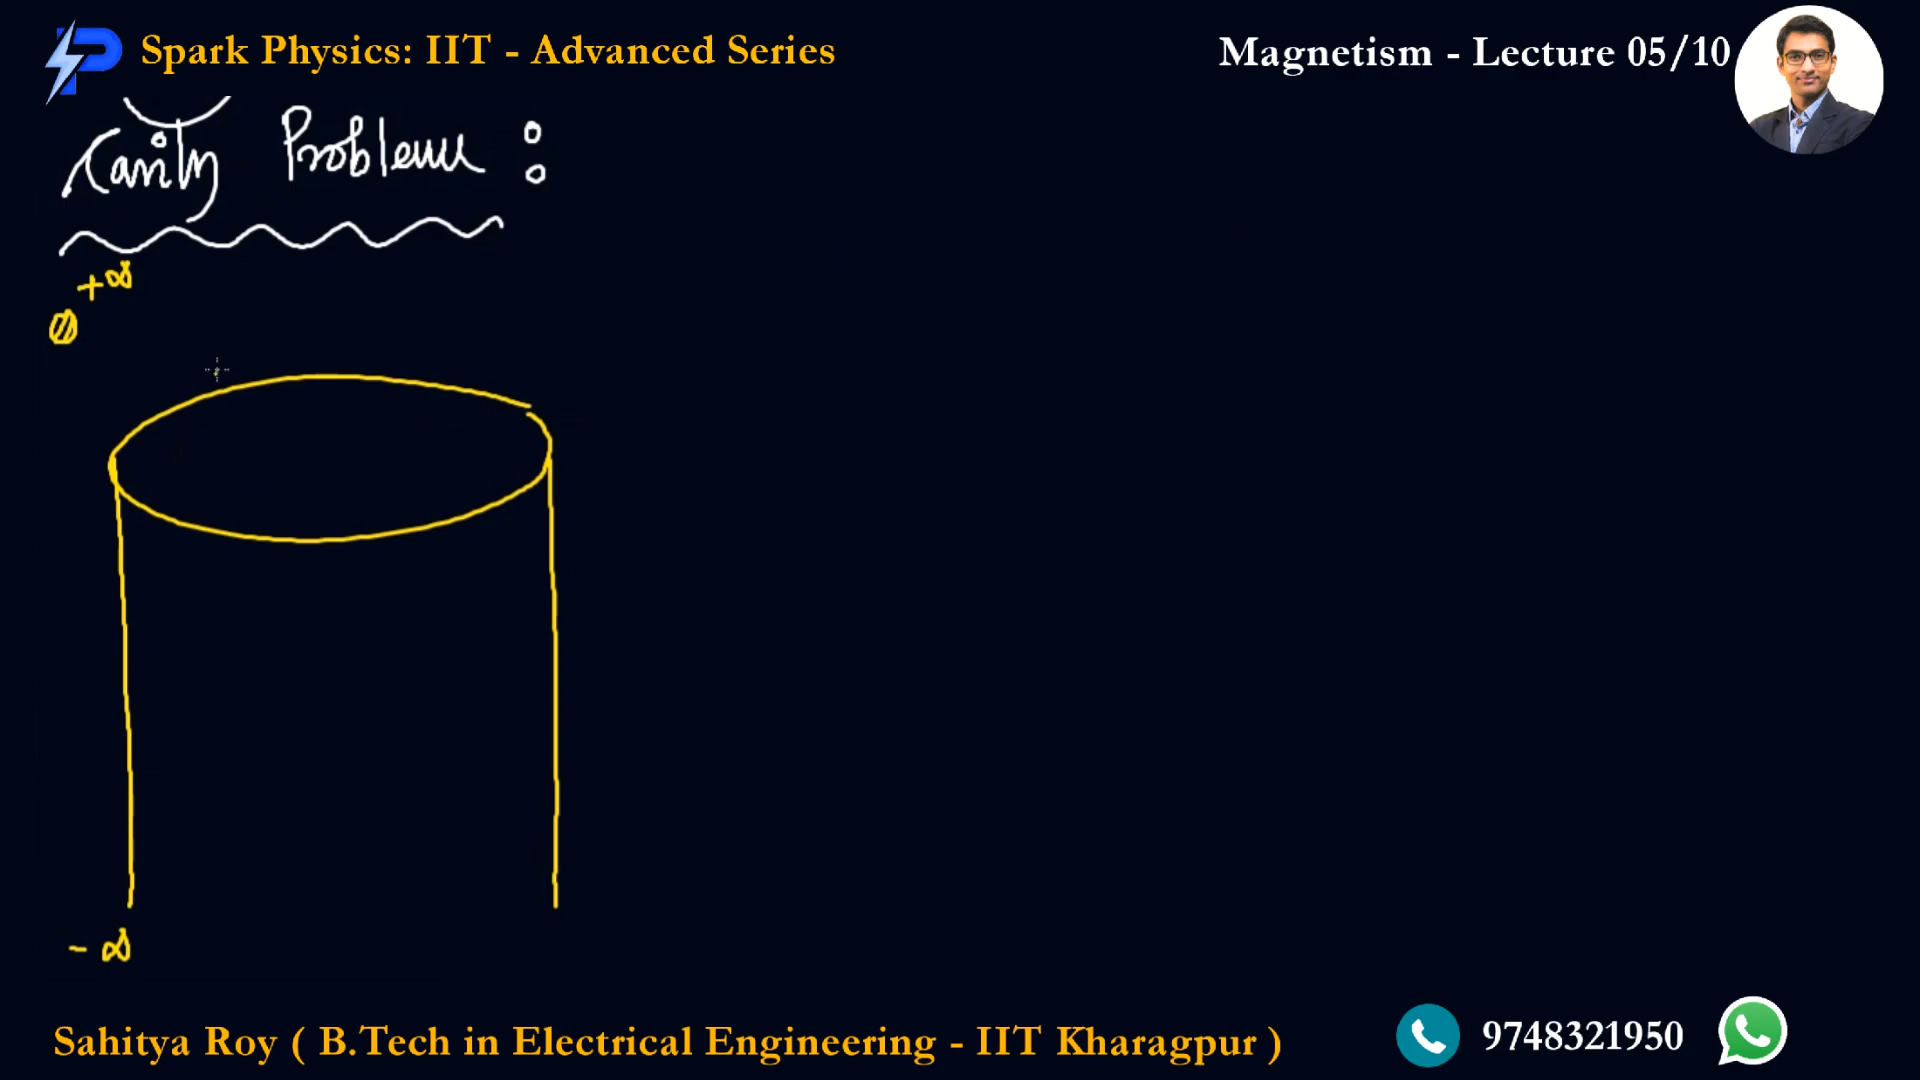 Spark Physics: IIT - Advanced Series
Magnetism - Lecture 05/10
Cavity Problem :
+∞
-∞
Sahitya Roy ( B.Tech in Electrical Engineering - IIT Kharagpur )
9748321950